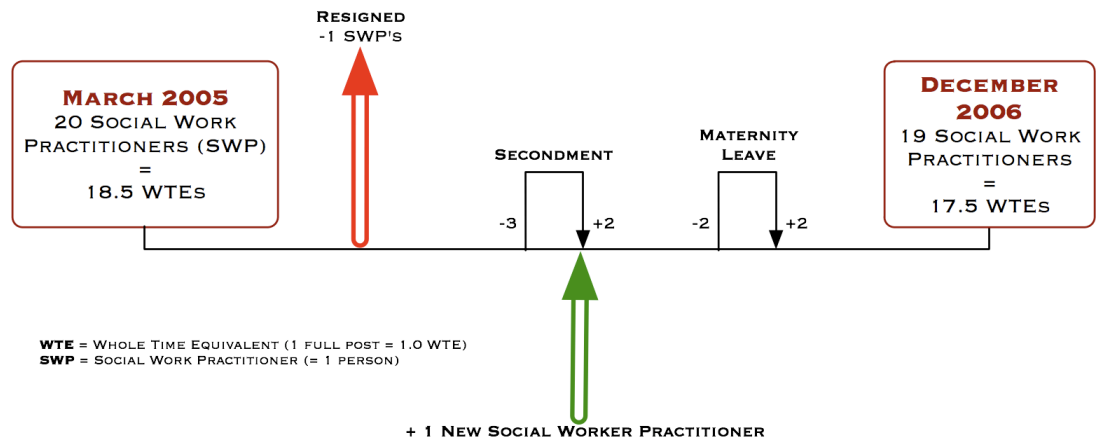 Resigned
-1 SWP's
March 2005
20 Social Work
Practitioners (SWP)
=
18.5 WTEs
Secondment
-3
+2
Maternity
Leave
-2
+2
December
2006
19 Social Work
Practitioners
=
17.5 WTEs
WTE = Whole Time Equivalent (1 full post = 1.0 WTE)
SWP = Social Work Practitioner (= 1 person)
+ 1 New Social Worker Practitioner